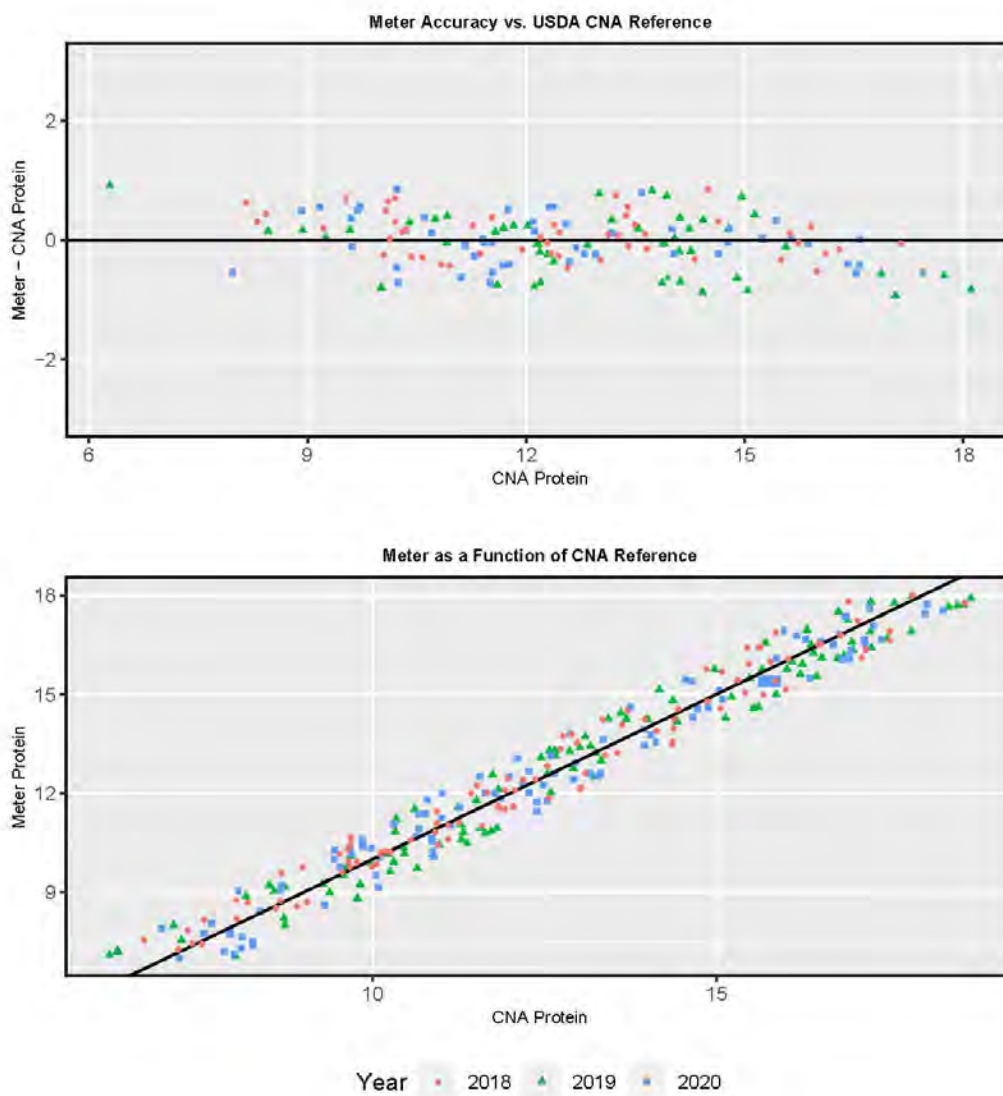 Meter Accuracy vs. USDA CNA Reference
Meter − CNA Protein
2
0
−2
6 9 12 15 18
CNA Protein
Meter as a Function of CNA Reference
Meter Protein
18
15
12
9
10 15
CNA Protein
Year 2018 2019 2020